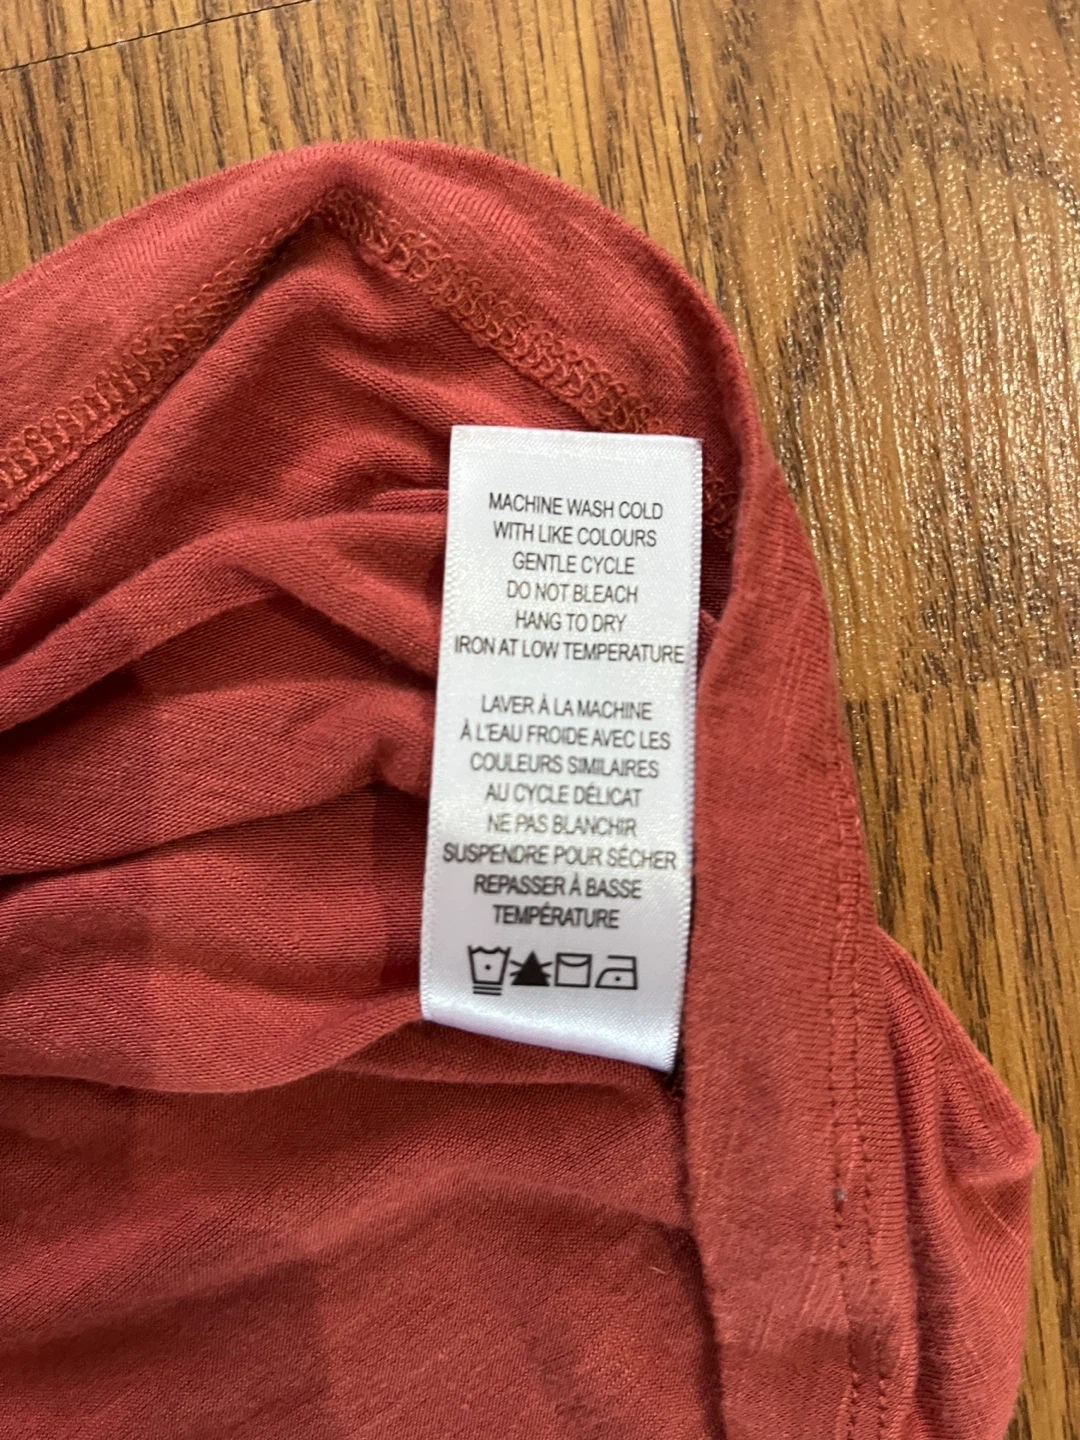 MACHINE WASH COLD
WITH LIKE COLOURS
GENTLE CYCLE
DO NOT BLEACH
HANG TO DRY
IRON AT LOW TEMPERATURE
LAVER À LA MACHINE
À L'EAU FROIDE AVEC LES
COULEURS SIMILAIRES
AU CYCLE DÉLICAT
NE PAS BLANCHIR
SUSPENDRE POUR SÉCHER
REPASSER À BASSE
TEMPÉRATURE